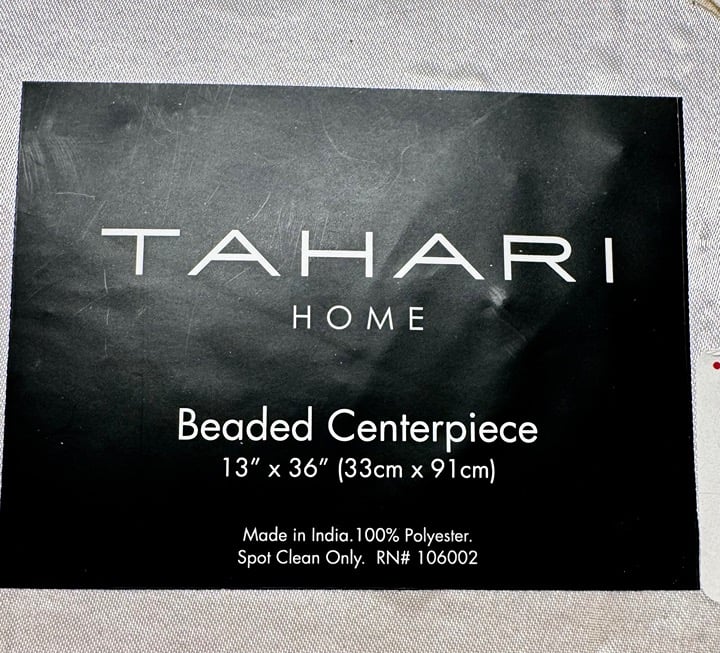 TAHARI
HOME
Beaded Centerpiece
13” x 36” (33cm x 91cm)
Made in India.100% Polyester.
Spot Clean Only. RN# 106002